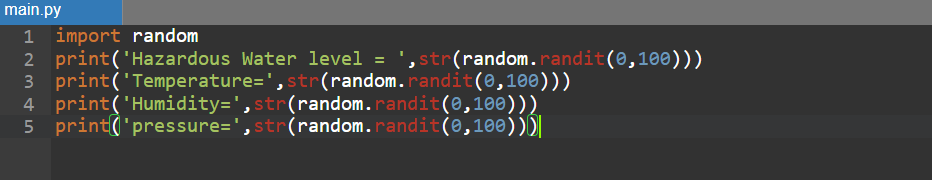 main.py
1 import random
2 print('Hazardous Water level = ',str(random.randit(0,100)))
3 print('Temperature=',str(random.randit(0,100)))
4 print('Humidity=',str(random.randit(0,100)))
5 print('pressure=',str(random.randit(0,100)))